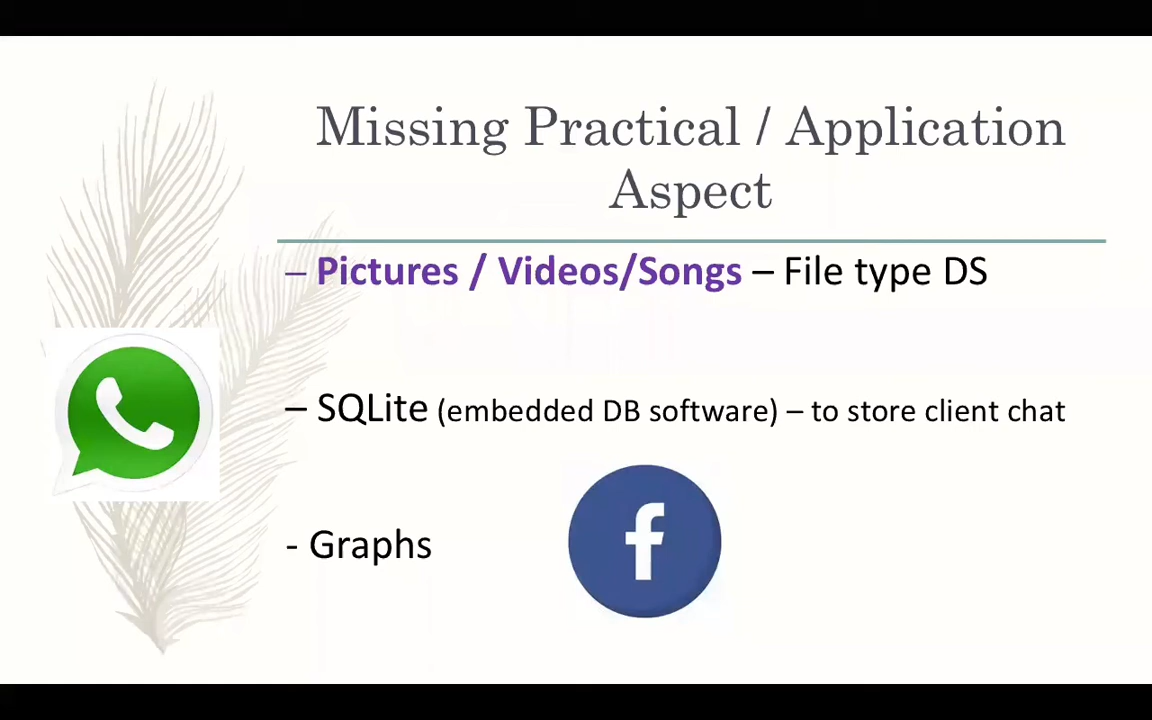 Missing Practical / Application
Aspect
– Pictures / Videos/Songs – File type DS
– SQLite (embedded DB software) – to store client chat
- Graphs
f